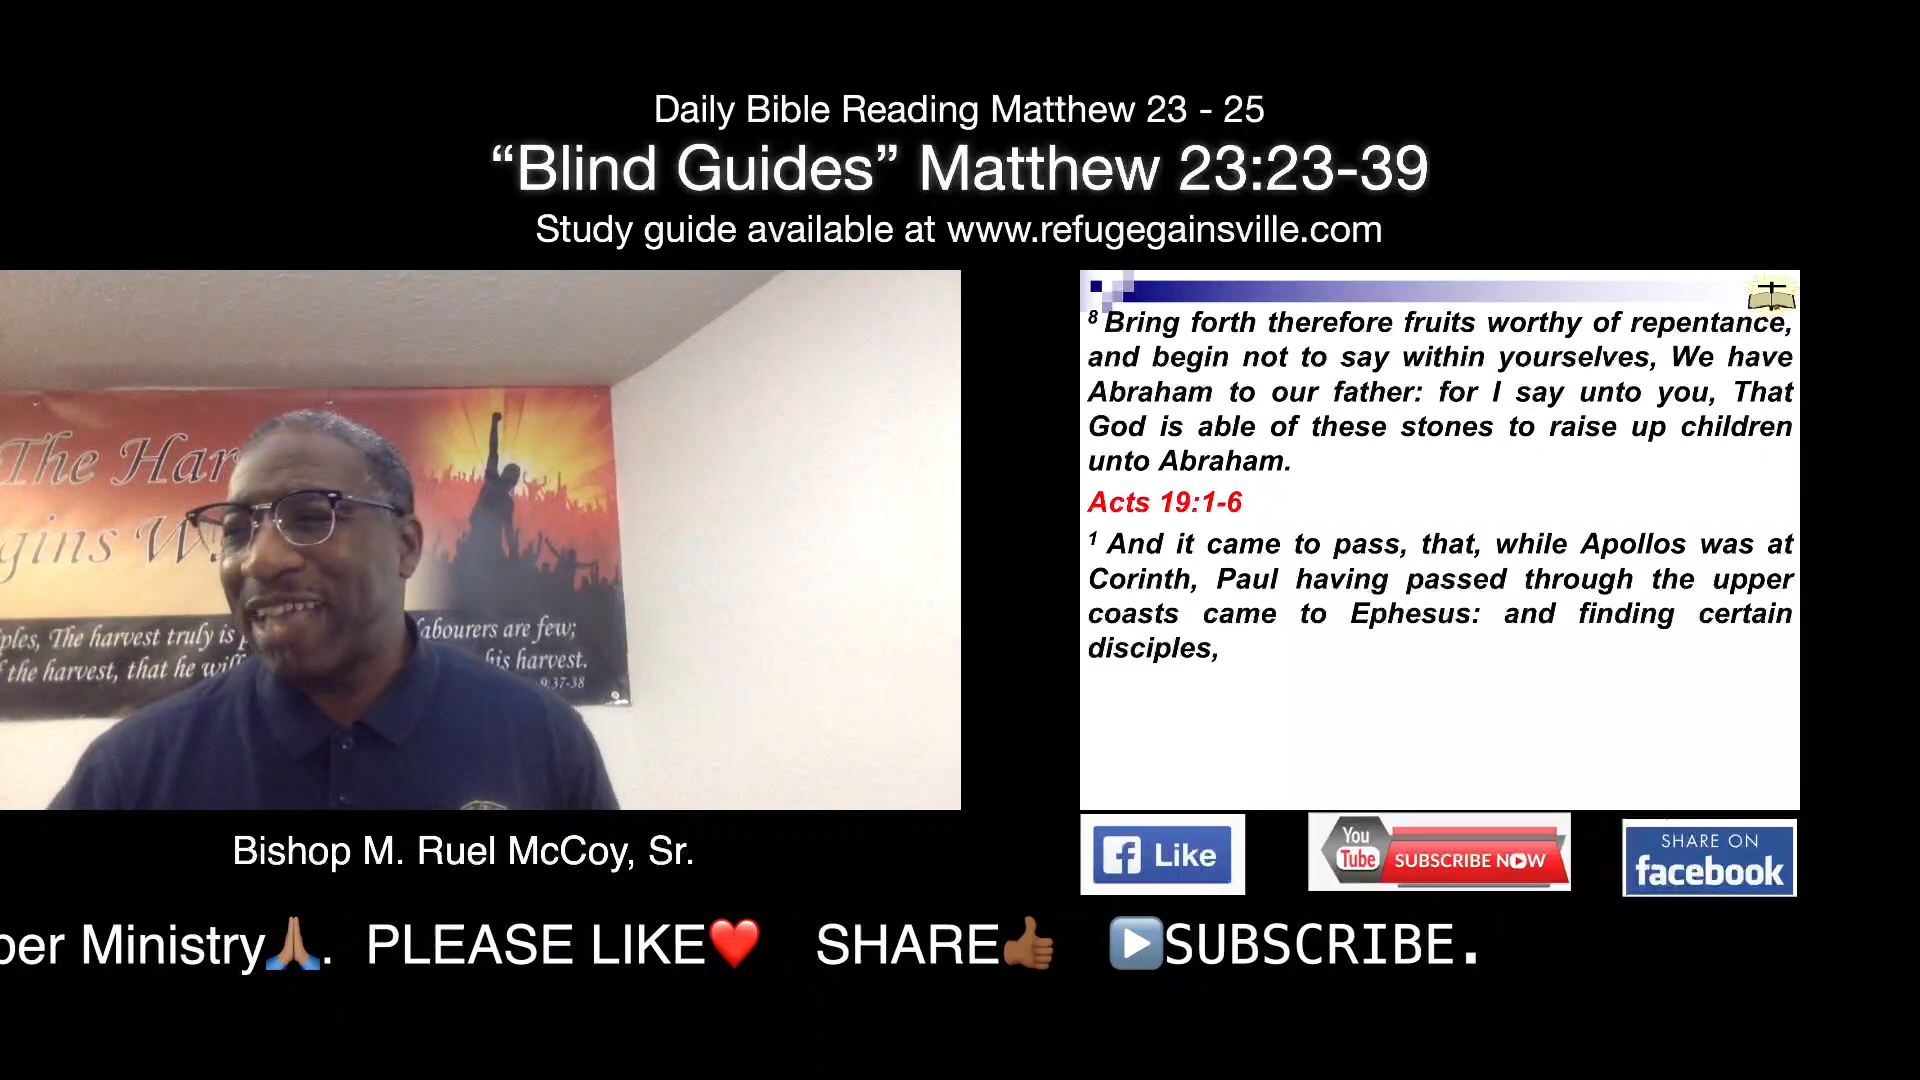 Daily Bible Reading Matthew 23 - 25
“Blind Guides” Matthew 23:23-39
Study guide available at www.refugegainsville.com
The Har
gins W
ples, The harvest truly is
abourers are few;
f the harvest, that he will
his harvest.
9:37-38
8 Bring forth therefore fruits worthy of repentance,
and begin not to say within yourselves, We have
Abraham to our father: for I say unto you, That
God is able of these stones to raise up children
unto Abraham.
Acts 19:1-6
1 And it came to pass, that, while Apollos was at
Corinth, Paul having passed through the upper
coasts came to Ephesus: and finding certain
disciples,
Bishop M. Ruel McCoy, Sr.
f Like
You
Tube
SUBSCRIBE NOW
SHARE ON
facebook
per Ministry🙏🏽. PLEASE LIKE❤️ SHARE👍🏾 ▶️SUBSCRIBE.